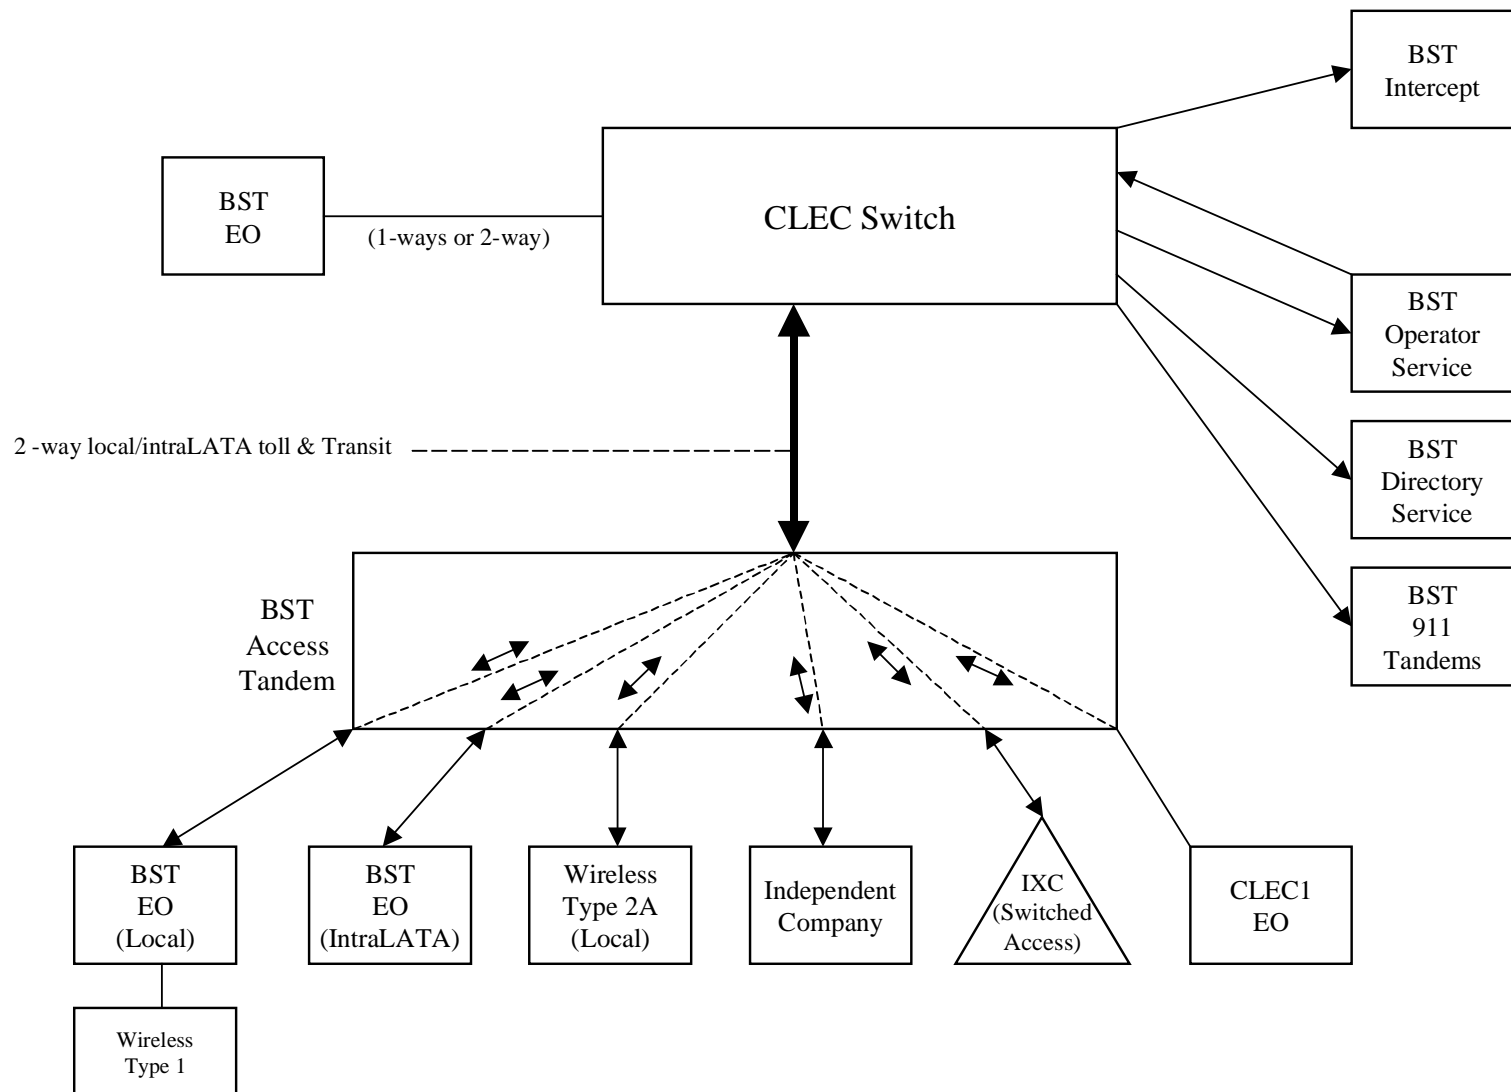 BST
Intercept
BST
EO
(1-ways or 2-way)
CLEC Switch
BST
Operator
Service
2 -way local/intraLATA toll & Transit
BST
Directory
Service
BST
Access
Tandem
BST
911
Tandems
BST
EO
(Local)
BST
EO
(IntraLATA)
Wireless
Type 2A
(Local)
Independent
Company
IXC
(Switched
Access)
CLEC1
EO
Wireless
Type 1